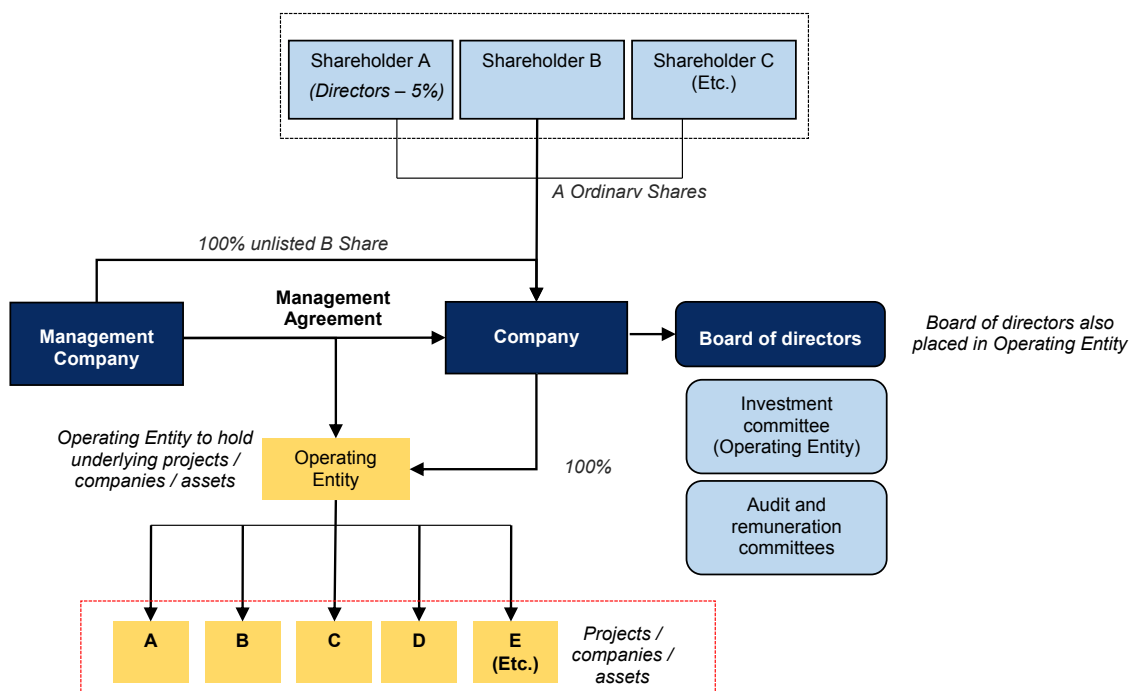 Shareholder A
(Directors – 5%)
Shareholder B
Shareholder C
(Etc.)
A Ordinarv Shares
100% unlisted B Share
Management
Agreement
Management
Company
Company
Board of directors
Board of directors also
placed in Operating Entity
Investment
committee
(Operating Entity)
Operating Entity to hold
underlying projects /
companies / assets
Operating
Entity
100%
Audit and
remuneration
committees
A
B
C
D
E
(Etc.)
Projects /
companies /
assets